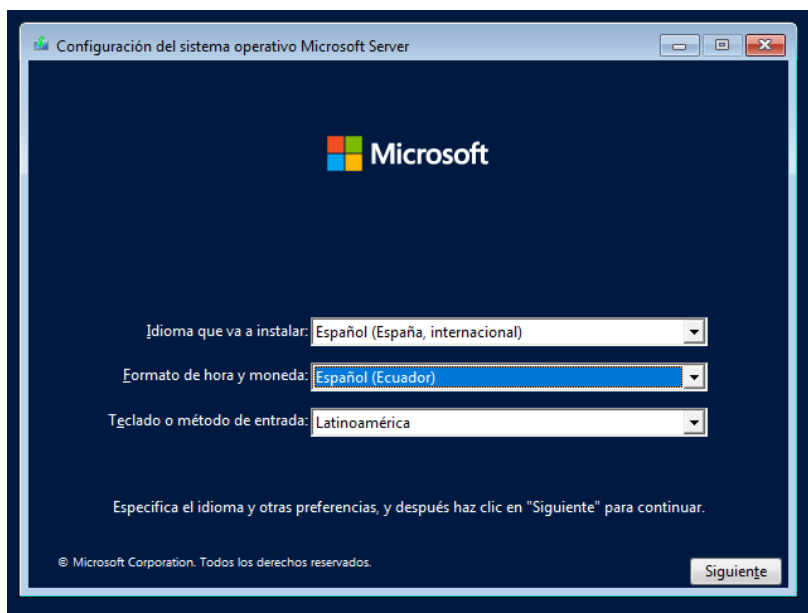 Configuración del sistema operativo Microsoft Server
Microsoft
Idioma que va a instalar: Español (España, internacional)
Formato de hora y moneda: Español (Ecuador)
Teclado o método de entrada: Latinoamérica
Especifica el idioma y otras preferencias, y después haz clic en "Siguiente" para continuar.
© Microsoft Corporation. Todos los derechos reservados.
Siguiente